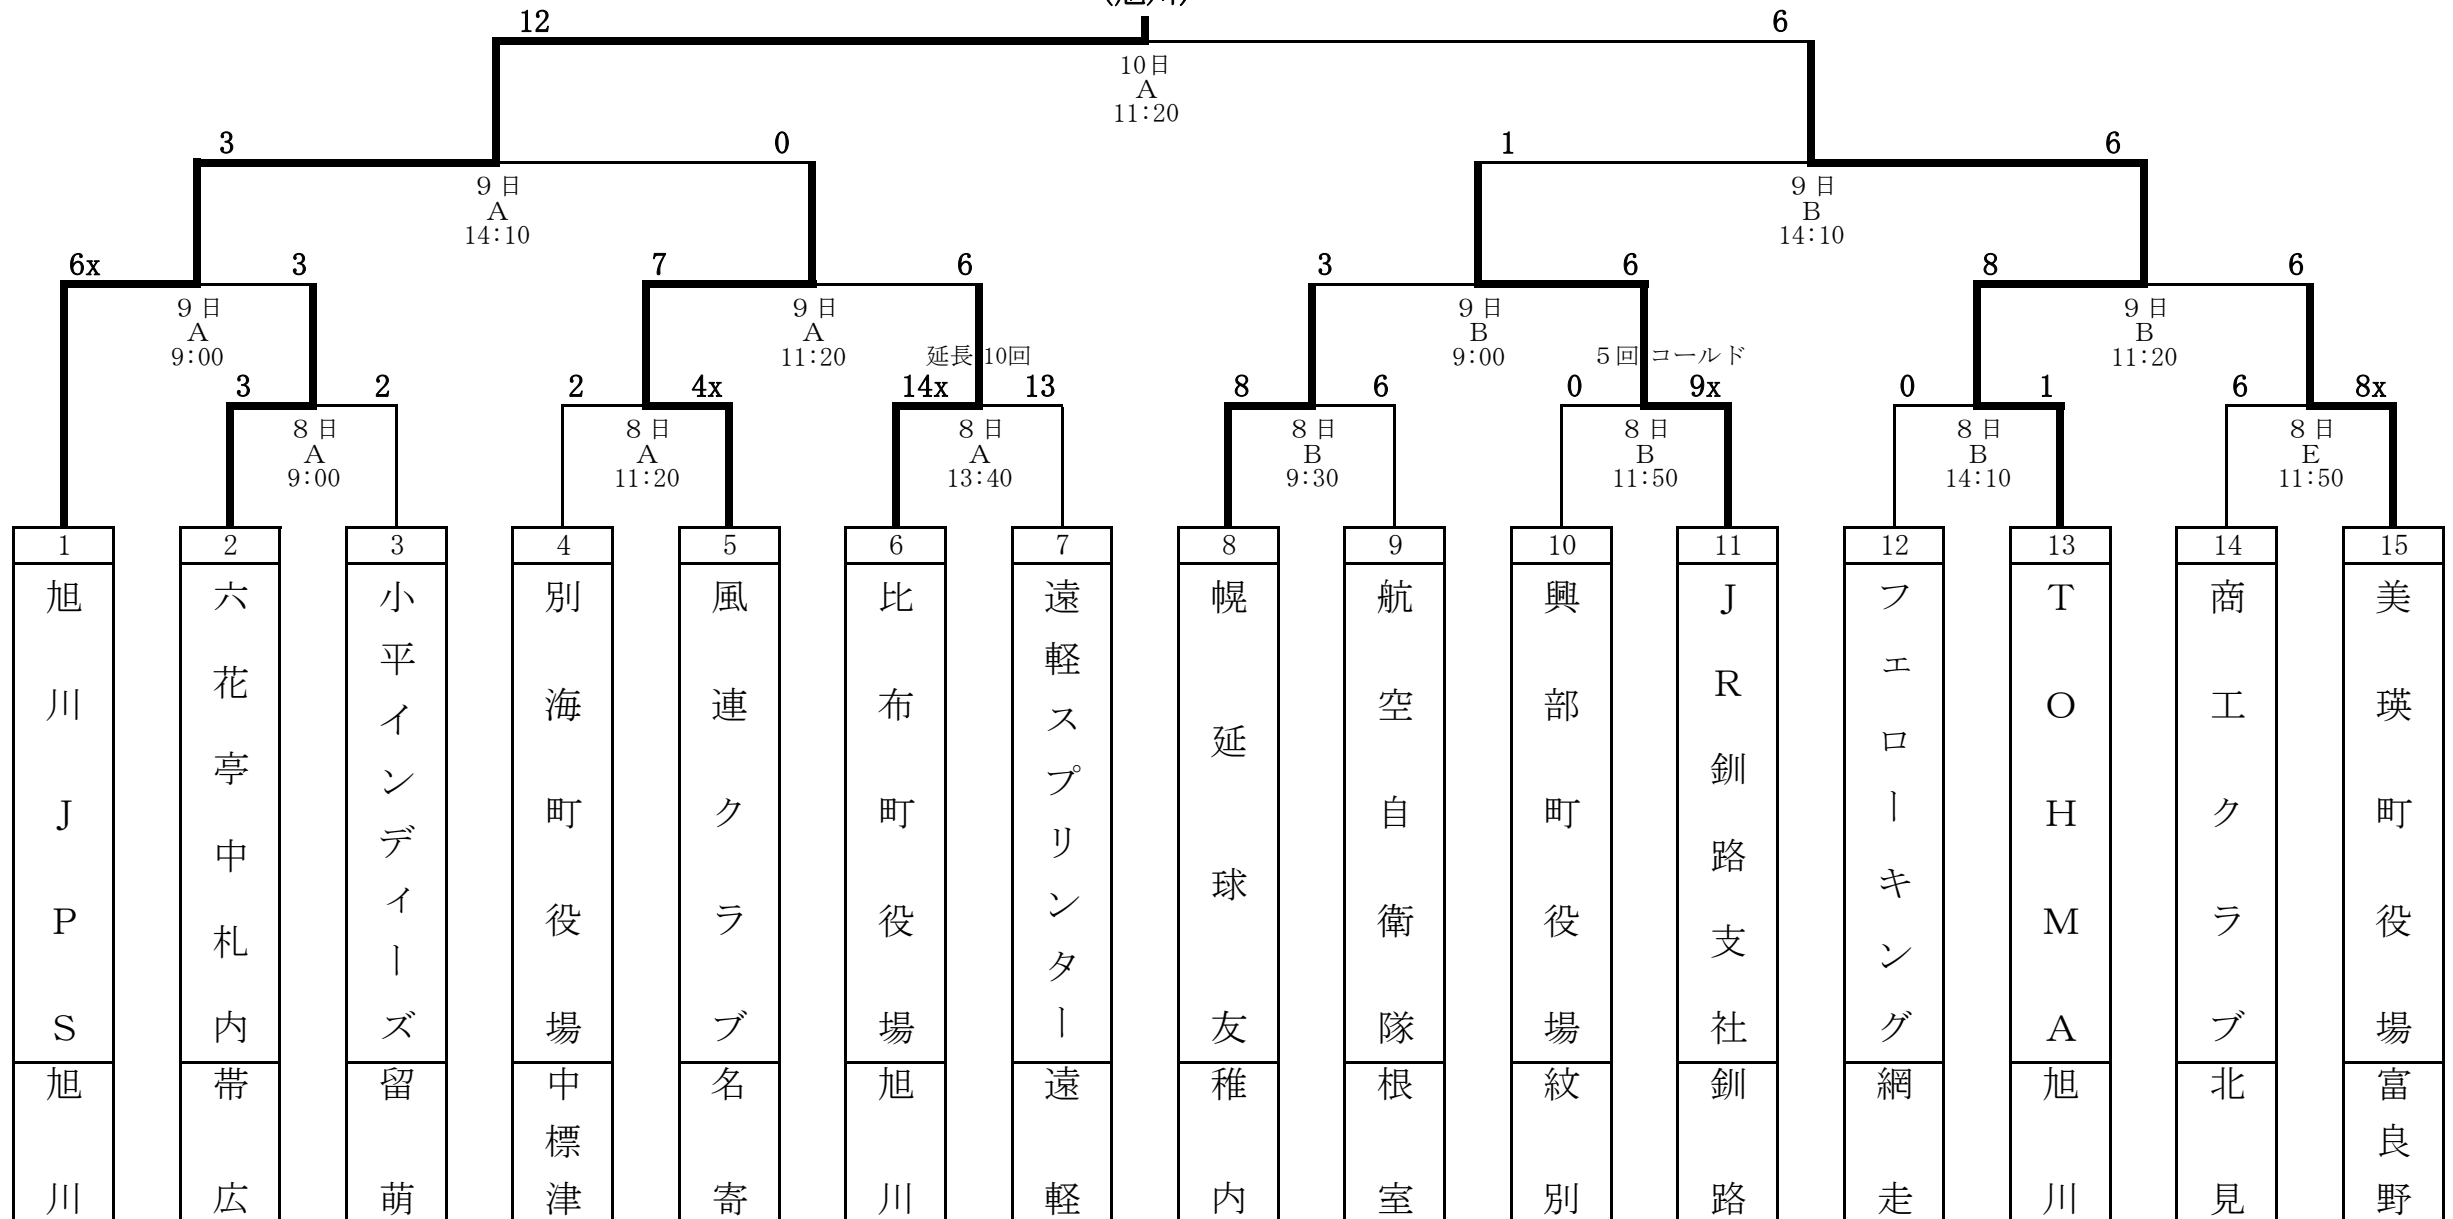 (旭川)
12
6
10日
A
11:20
3
0
1
6
9日
A
14:10
9日
B
14:10
6x
3
7
6
3
6
8
6
9日
A
9:00
9日
A
11:20
9日
B
9:00
9日
B
11:20
延長 10回
5回 コールド
3
2
2
4x
14x
13
8
6
0
9x
0
1
6
8x
8日
A
9:00
8日
A
11:20
8日
A
13:40
8日
B
9:30
8日
B
11:50
8日
B
14:10
8日
E
11:50
1
旭川JPS
旭川
2
六花亭中札内
帯広
3
小平インディーズ
留萌
4
別海町役場
中標津
5
風連クラブ
名寄
6
比布町役場
旭川
7
遠軽スプリンター
遠軽
8
幌延球友
稚内
9
航空自衛隊
根室
10
興部町役場
紋別
11
JR釧路支社
釧路
12
フェローキング
網走
13
TOHMA
旭川
14
商工クラブ
北見
15
美瑛町役場
富良野